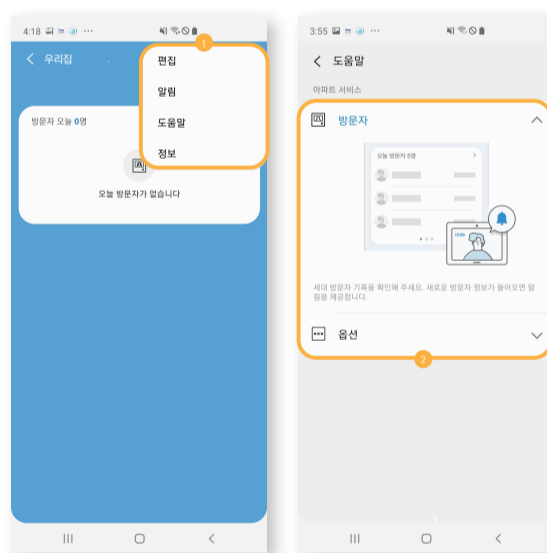 4:18
우리집
1
편집
알림
도움말
정보
방문자 오늘 0명
오늘 방문자가 없습니다
3:55
도움말
아파트 서비스
방문자
오늘 방문자 5명
세대 방문자 기록을 확인해 주세요. 새로운 방문자 정보가 들어오면 알
림을 제공합니다.
옵션
2